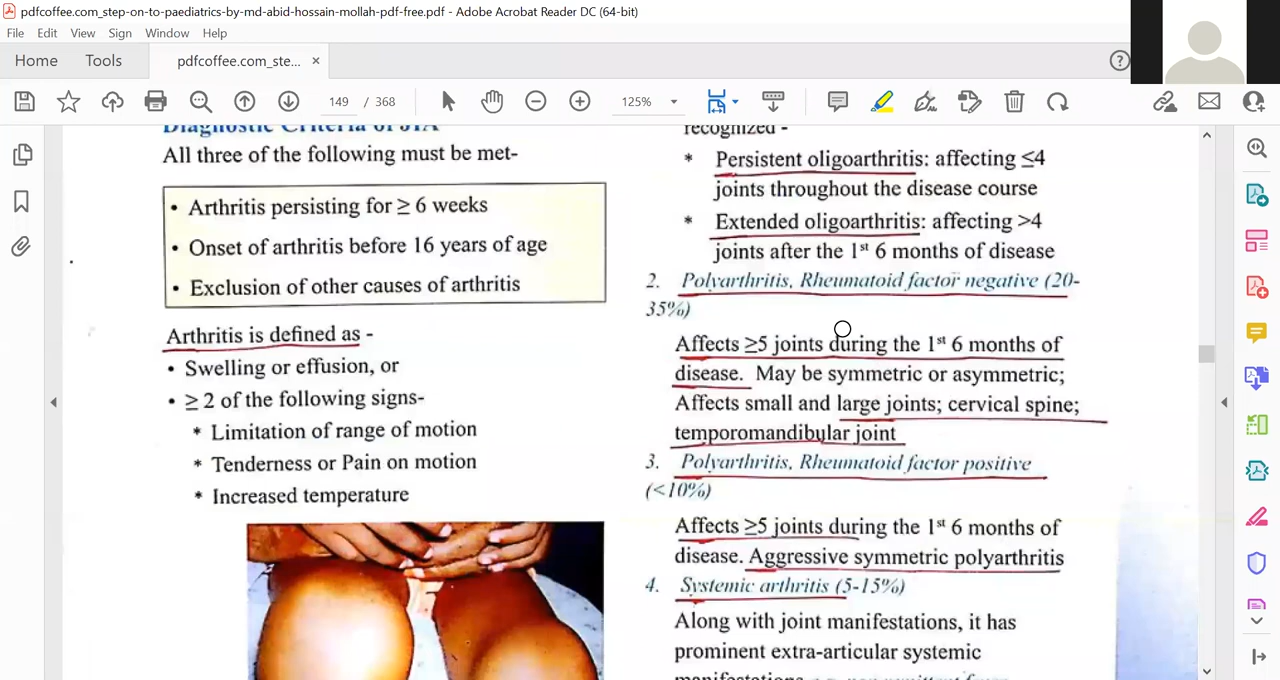 pdfcoffee.com_step-on-to-paediatrics-by-md-abid-hossain-mollah-pdf-free.pdf - Adobe Acrobat Reader DC (64-bit)
File Edit View Sign Window Help
Home Tools pdfcoffee.com_ste... ×
149 / 368 125%
Diagnostic Criteria of JIA
All three of the following must be met-
• Arthritis persisting for ≥ 6 weeks
• Onset of arthritis before 16 years of age
• Exclusion of other causes of arthritis
Arthritis is defined as -
• Swelling or effusion, or
• ≥ 2 of the following signs-
* Limitation of range of motion
* Tenderness or Pain on motion
* Increased temperature
recognized -
* Persistent oligoarthritis: affecting ≤4
joints throughout the disease course
* Extended oligoarthritis: affecting >4
joints after the 1st 6 months of disease
2. Polyarthritis, Rheumatoid factor negative (20-
35%)
Affects ≥5 joints during the 1st 6 months of
disease. May be symmetric or asymmetric;
Affects small and large joints; cervical spine;
temporomandibular joint
3. Polyarthritis, Rheumatoid factor positive
(<10%)
Affects ≥5 joints during the 1st 6 months of
disease. Aggressive symmetric polyarthritis
4. Systemic arthritis (5-15%)
Along with joint manifestations, it has
prominent extra-articular systemic